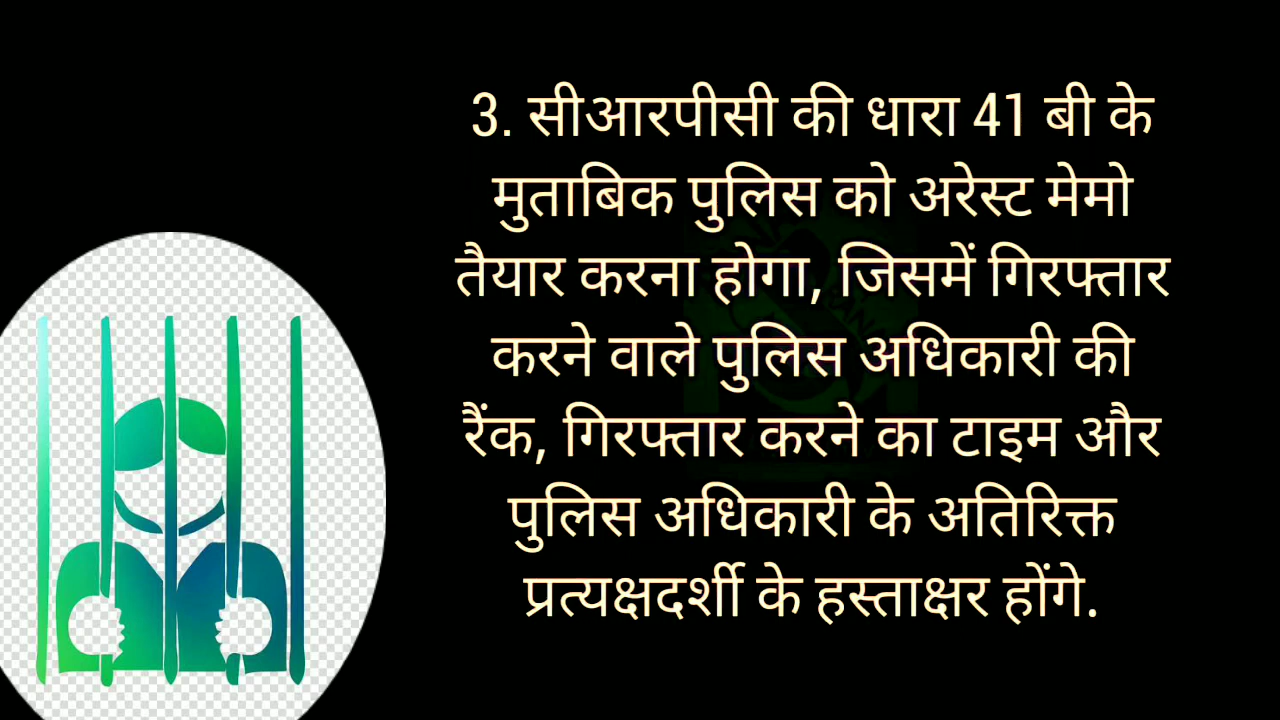 3. सीआरपीसी की धारा 41 बी के
मुताबिक पुलिस को अरेस्ट मेमो
तैयार करना होगा, जिसमें गिरफ्तार
करने वाले पुलिस अधिकारी की
रैंक, गिरफ्तार करने का टाइम और
पुलिस अधिकारी के अतिरिक्त
प्रत्यक्षदर्शी के हस्ताक्षर होंगे.